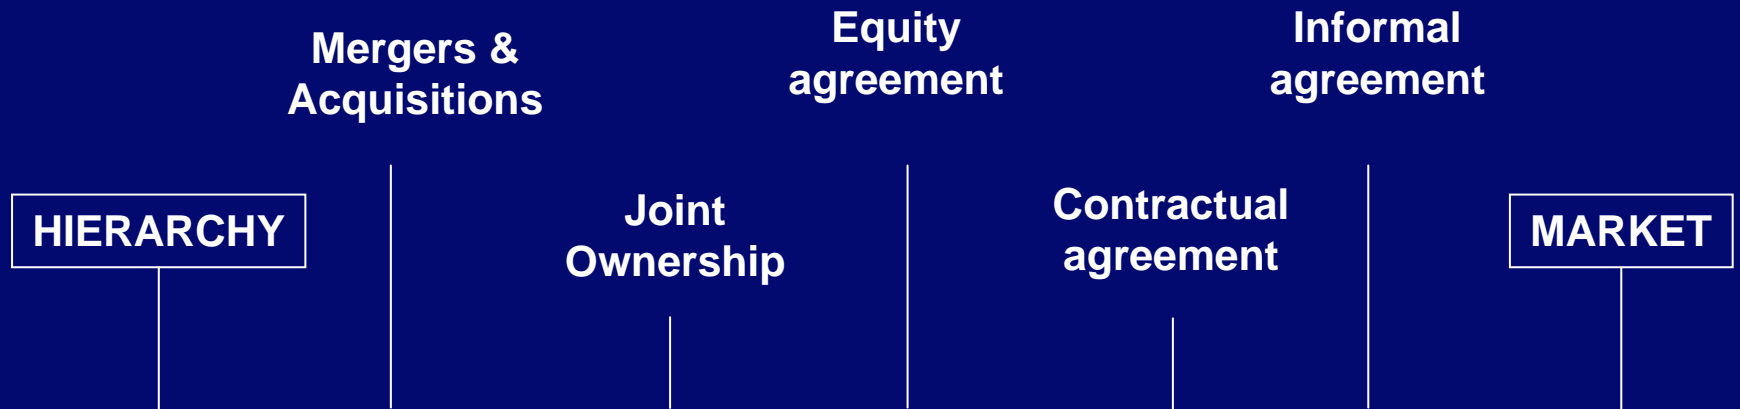 Mergers &
Acquisitions
Equity
agreement
Informal
agreement
HIERARCHY
Joint
Ownership
Contractual
agreement
MARKET